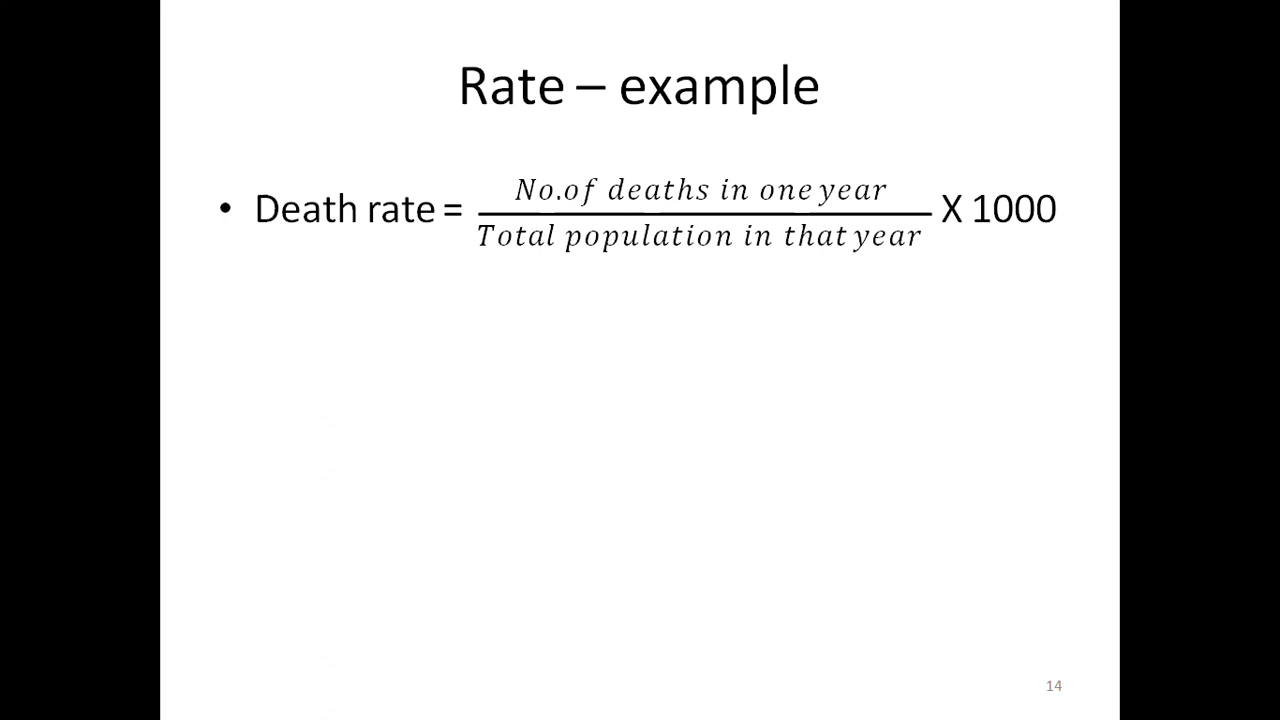 Rate – example
• Death rate = No.of deaths in one year / Total population in that year X 1000
14